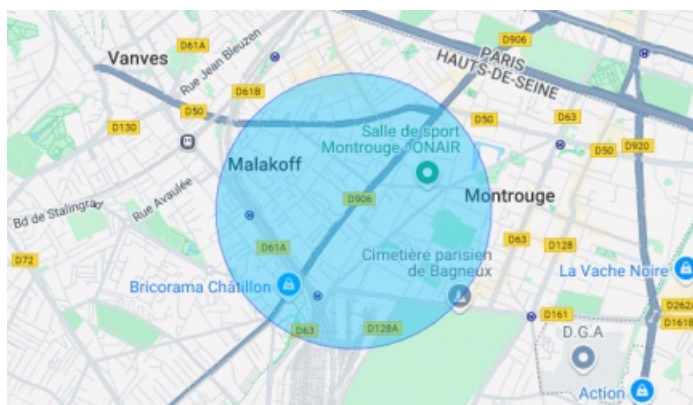 D906
PARIS
HAUTS-DE-SEINE
D61A
Vanves
Rue Jean Bleuzen
D61B
D50
D130
D50
D63
D50
D920
Salle de sport
Montrouge - ONAIR
Malakoff
Montrouge
D906
Rue Avaulée
Bd de Stalingrad
D72
D61A
D63
D128
Cimetière parisien
de Bagneux
La Vache Noire
Bricorama Châtillon
D262A
D161
D161B
D63
D128A
D.G.A
Action